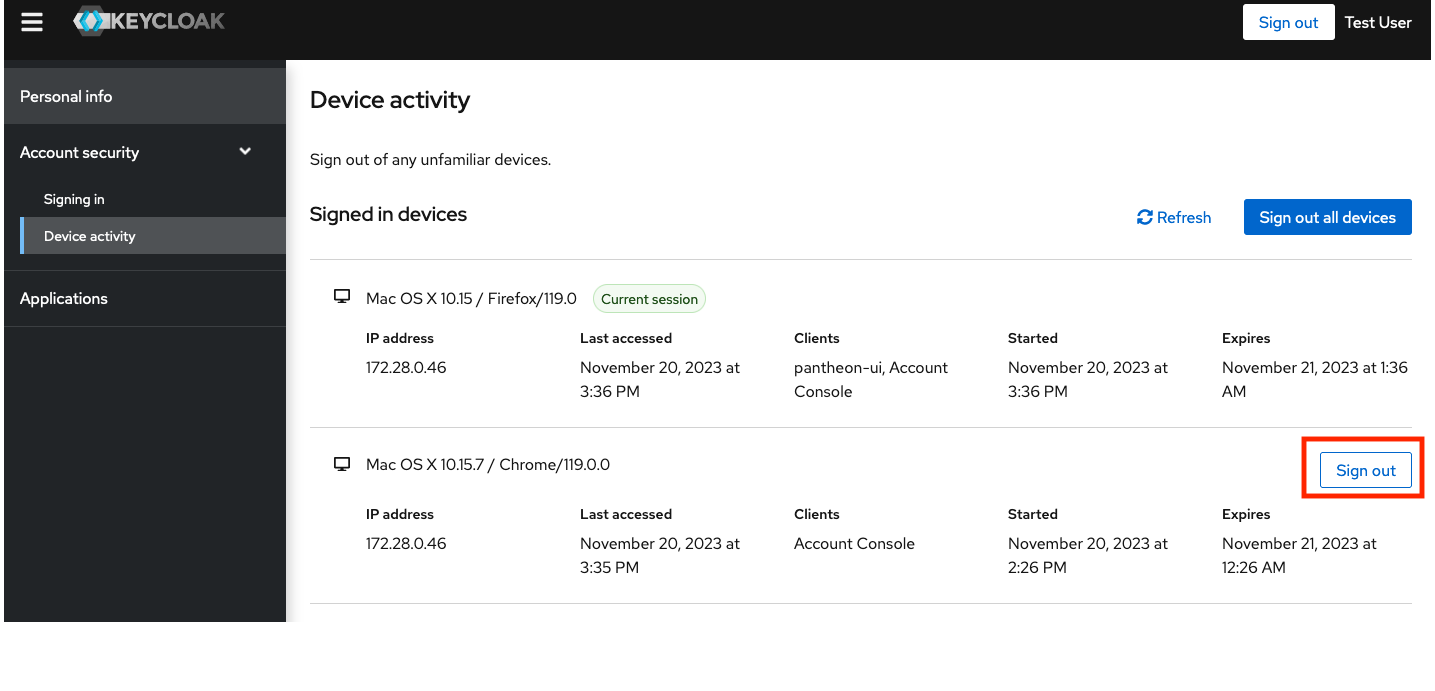 KEYCLOAK
Sign out
Test User
Personal info
Account security
Signing in
Device activity
Applications
Device activity
Sign out of any unfamiliar devices.
Signed in devices
Refresh
Sign out all devices
Mac OS X 10.15 / Firefox/119.0
Current session
IP address
172.28.0.46
Last accessed
November 20, 2023 at
3:36 PM
Clients
pantheon-ui, Account
Console
Started
November 20, 2023 at
3:36 PM
Expires
November 21, 2023 at 1:36
AM
Mac OS X 10.15.7 / Chrome/119.0.0
Sign out
IP address
172.28.0.46
Last accessed
November 20, 2023 at
3:35 PM
Clients
Account Console
Started
November 20, 2023 at
2:26 PM
Expires
November 21, 2023 at
12:26 AM